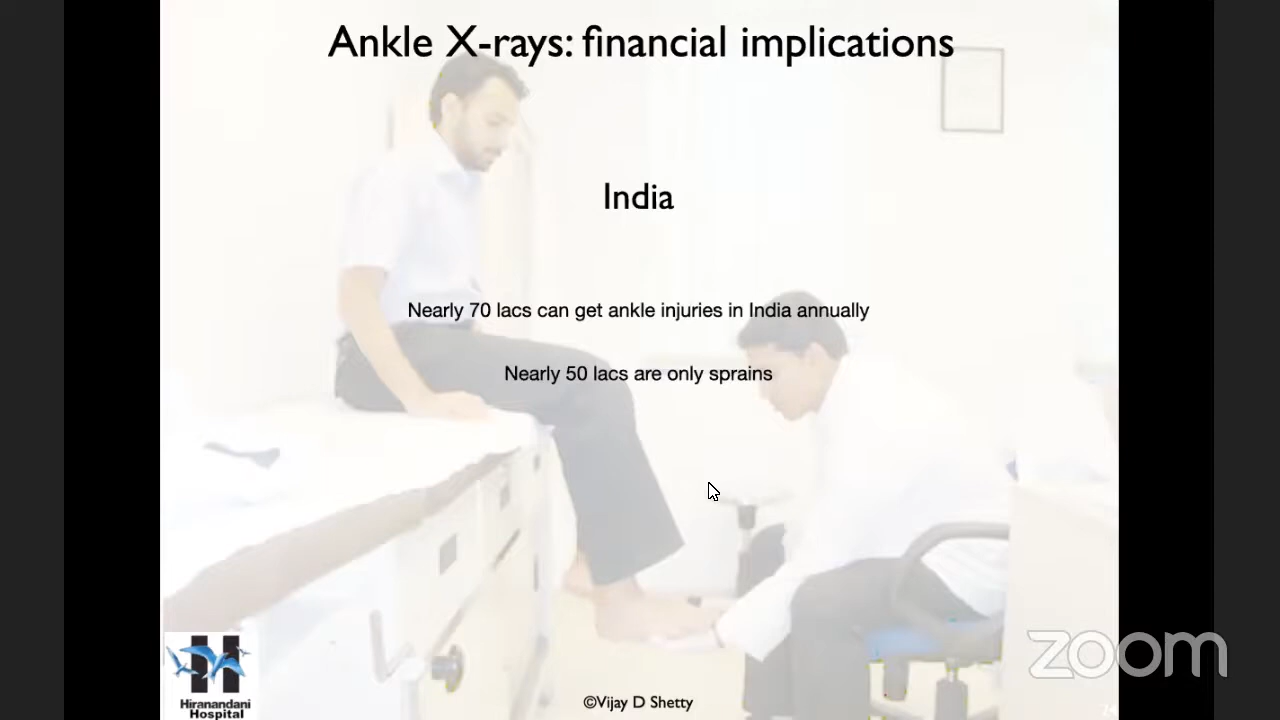 Ankle X-rays: financial implications
India
Nearly 70 lacs can get ankle injuries in India annually
Nearly 50 lacs are only sprains
H
Hiranandani
Hospital
©Vijay D Shetty
zoom